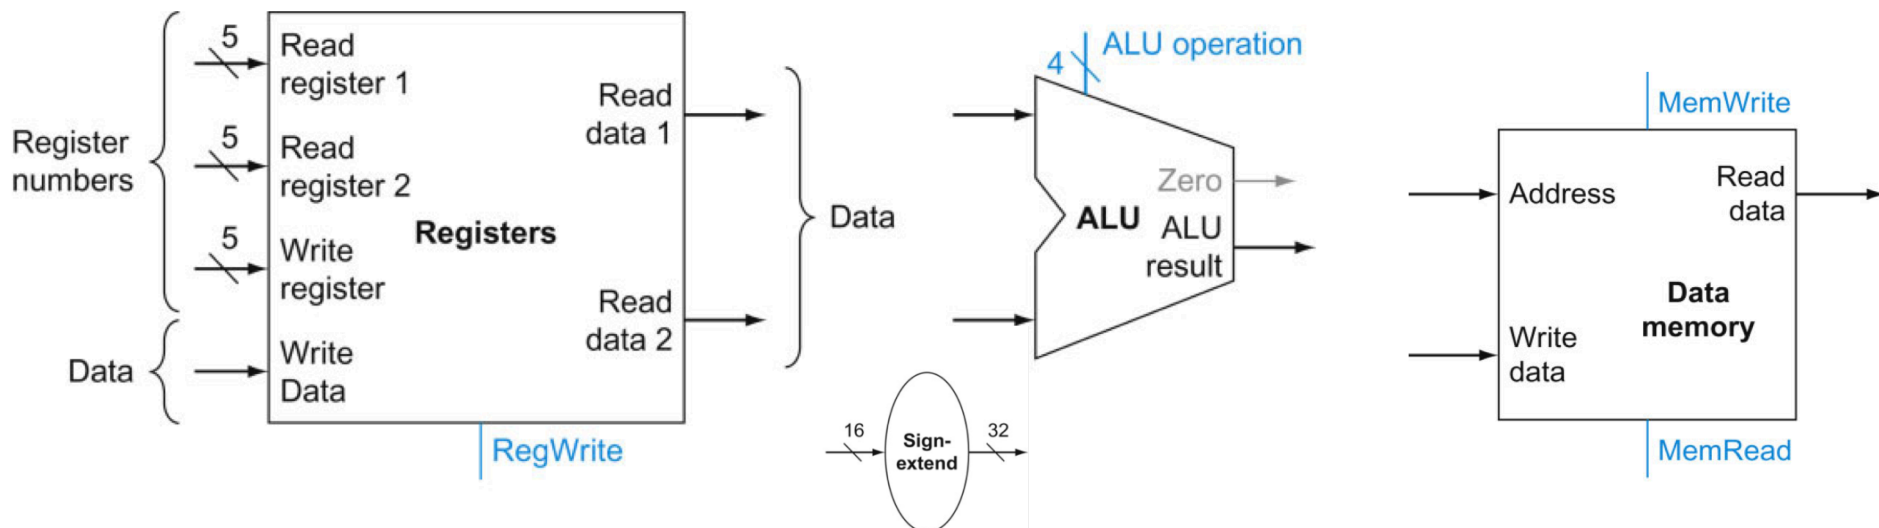 Register
numbers
Data
5
Read
register 1
5
Read
register 2
5
Write
register
Write
Data
Registers
Read
data 1
Read
data 2
RegWrite
Data
16
Sign-
extend
32
4
ALU operation
Zero
ALU
ALU
result
MemWrite
Address
Read
data
Data
memory
Write
data
MemRead